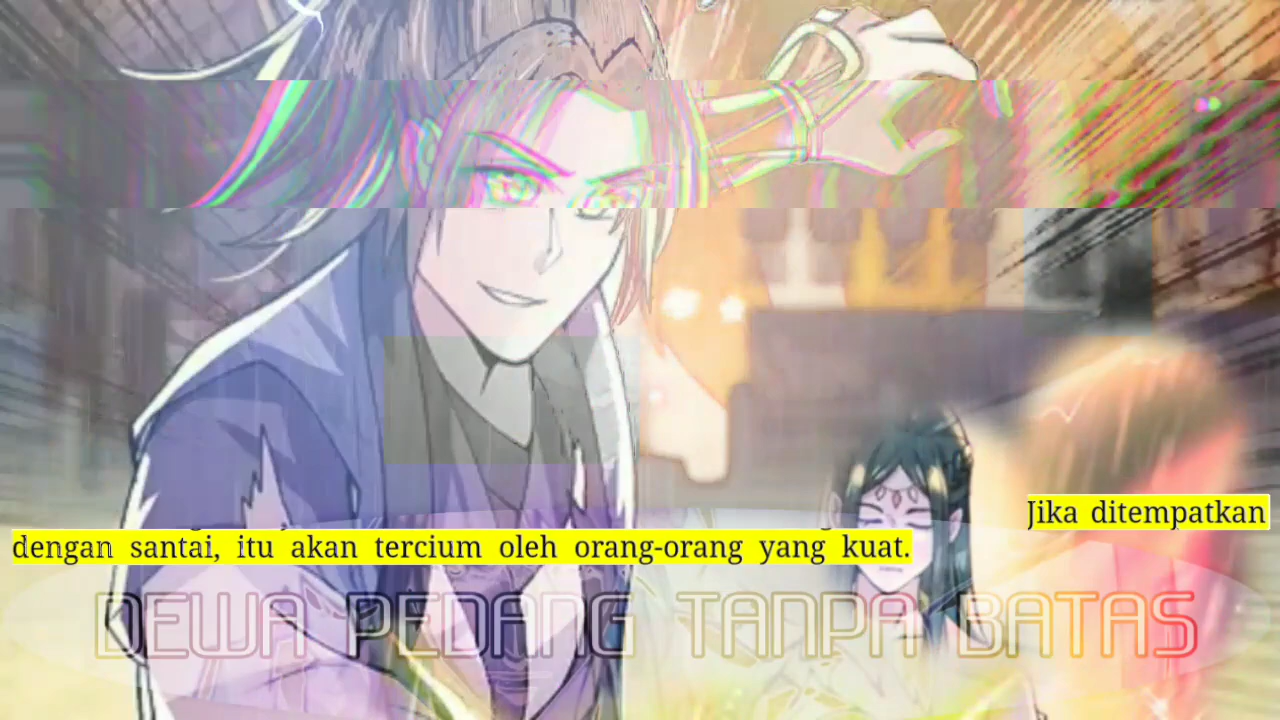 Jika ditempatkan
dengan santai, itu akan tercium oleh orang-orang yang kuat.
DEWA PEDANG TANPA BATAS